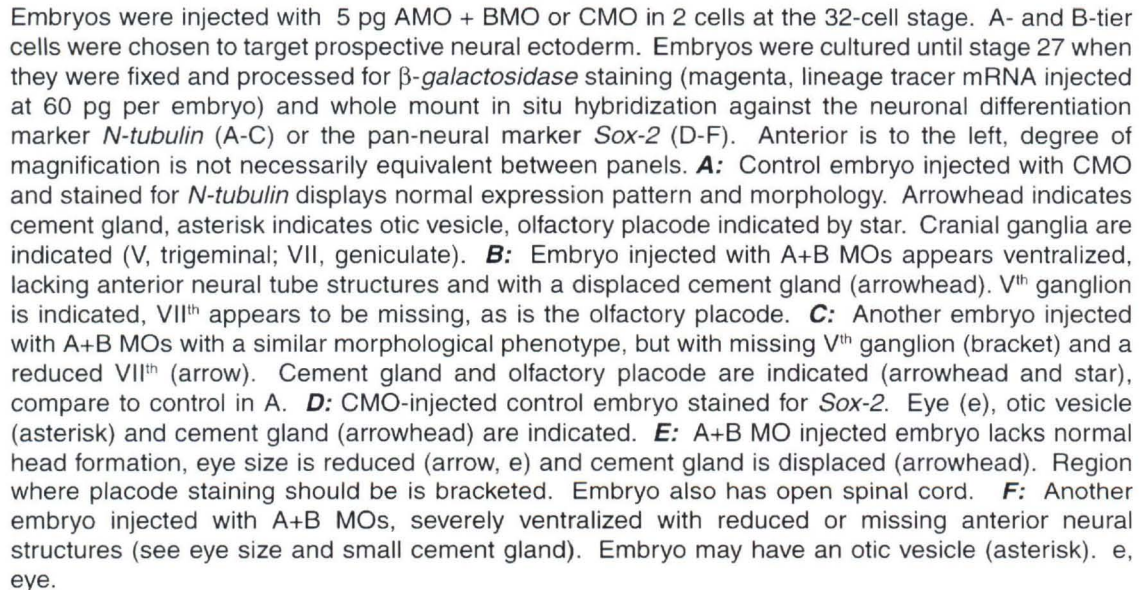 Embryos were injected with 5 pg AMO + BMO or CMO in 2 cells at the 32-cell stage. A- and B-tier
cells were chosen to target prospective neural ectoderm. Embryos were cultured until stage 27 when
they were fixed and processed for β-galactosidase staining (magenta, lineage tracer mRNA injected
at 60 pg per embryo) and whole mount in situ hybridization against the neuronal differentiation
marker N-tubulin (A-C) or the pan-neural marker Sox-2 (D-F). Anterior is to the left, degree of
magnification is not necessarily equivalent between panels. A: Control embryo injected with CMO
and stained for N-tubulin displays normal expression pattern and morphology. Arrowhead indicates
cement gland, asterisk indicates otic vesicle, olfactory placode indicated by star. Cranial ganglia are
indicated (V, trigeminal; VII, geniculate). B: Embryo injected with A+B MOs appears ventralized,
lacking anterior neural tube structures and with a displaced cement gland (arrowhead). Vth ganglion
is indicated, VIIth appears to be missing, as is the olfactory placode. C: Another embryo injected
with A+B MOs with a similar morphological phenotype, but with missing Vth ganglion (bracket) and a
reduced VIIth (arrow). Cement gland and olfactory placode are indicated (arrowhead and star),
compare to control in A. D: CMO-injected control embryo stained for Sox-2. Eye (e), otic vesicle
(asterisk) and cement gland (arrowhead) are indicated. E: A+B MO injected embryo lacks normal
head formation, eye size is reduced (arrow, e) and cement gland is displaced (arrowhead). Region
where placode staining should be is bracketed. Embryo also has open spinal cord. F: Another
embryo injected with A+B MOs, severely ventralized with reduced or missing anterior neural
structures (see eye size and small cement gland). Embryo may have an otic vesicle (asterisk). e,
eye.